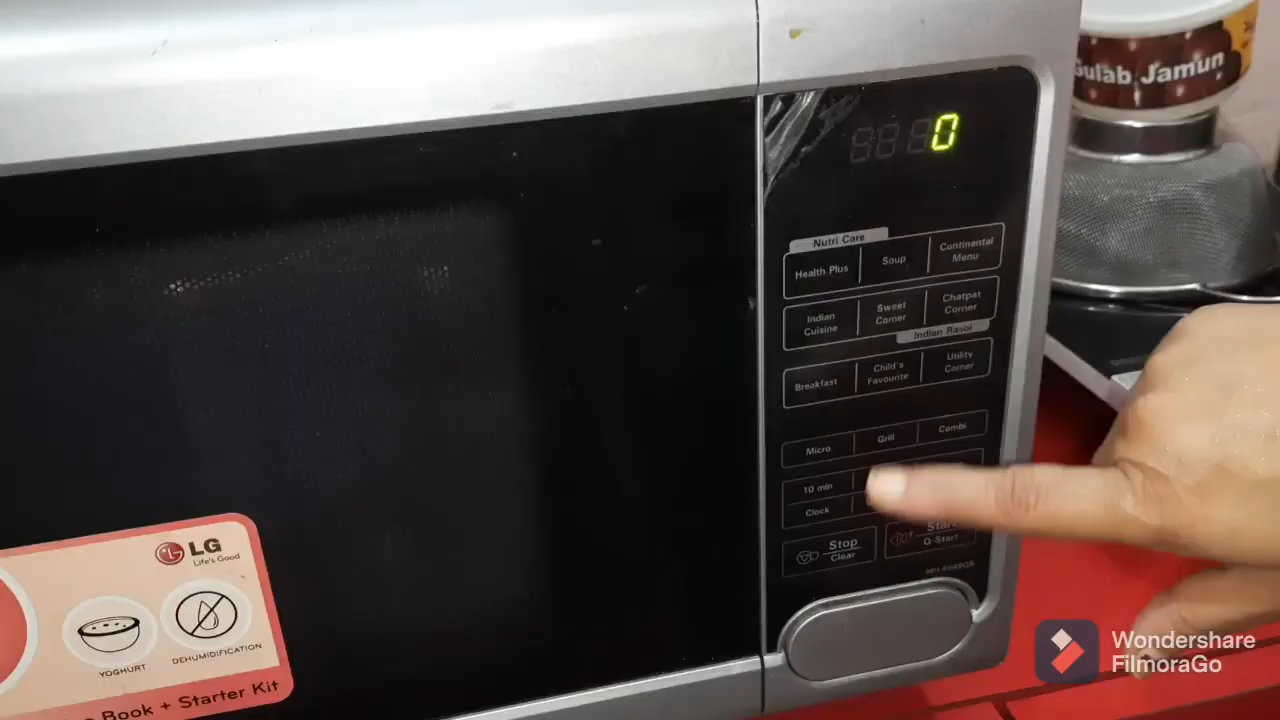 Gulab Jamun
0
Nutri Care
Health Plus
Soup
Continental
Menu
Indian
Cuisine
Sweet
Corner
Chatpat
Corner
Indian Rasoi
Breakfast
Child's
Favourite
Utility
Corner
Micro
Grill
Combi
10 min
Clock
Stop
Clear
Start
Q-Start
LG
Life's Good
YOGHURT
DEHUMIDIFICATION
Book + Starter Kit
Wondershare
FilmoraGo